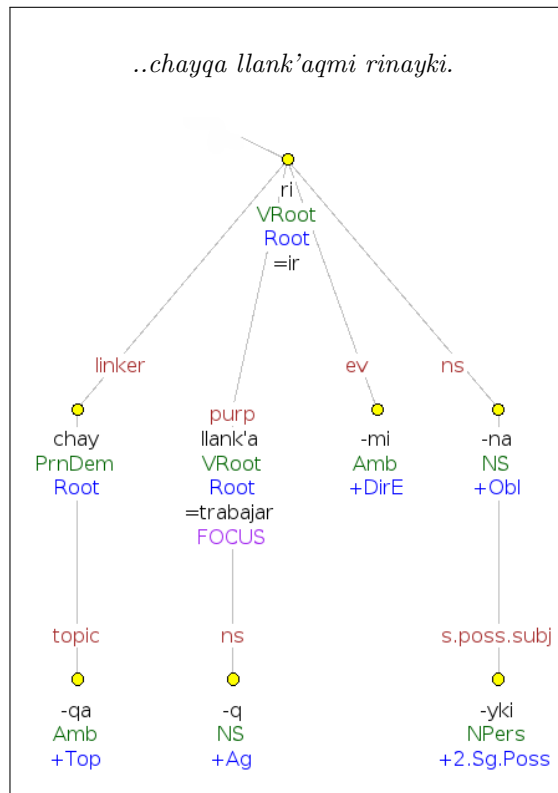 ..chayqa llank'aqmi rinayki.
ri
VRoot
Root
=ir
linker
purp
ev
ns
chay
PrnDem
Root
llank'a
VRoot
Root
=trabajar
FOCUS
-mi
Amb
+DirE
-na
NS
+Obl
topic
ns
s.poss.subj
-qa
Amb
+Top
-q
NS
+Ag
-yki
NPers
+2.Sg.Poss